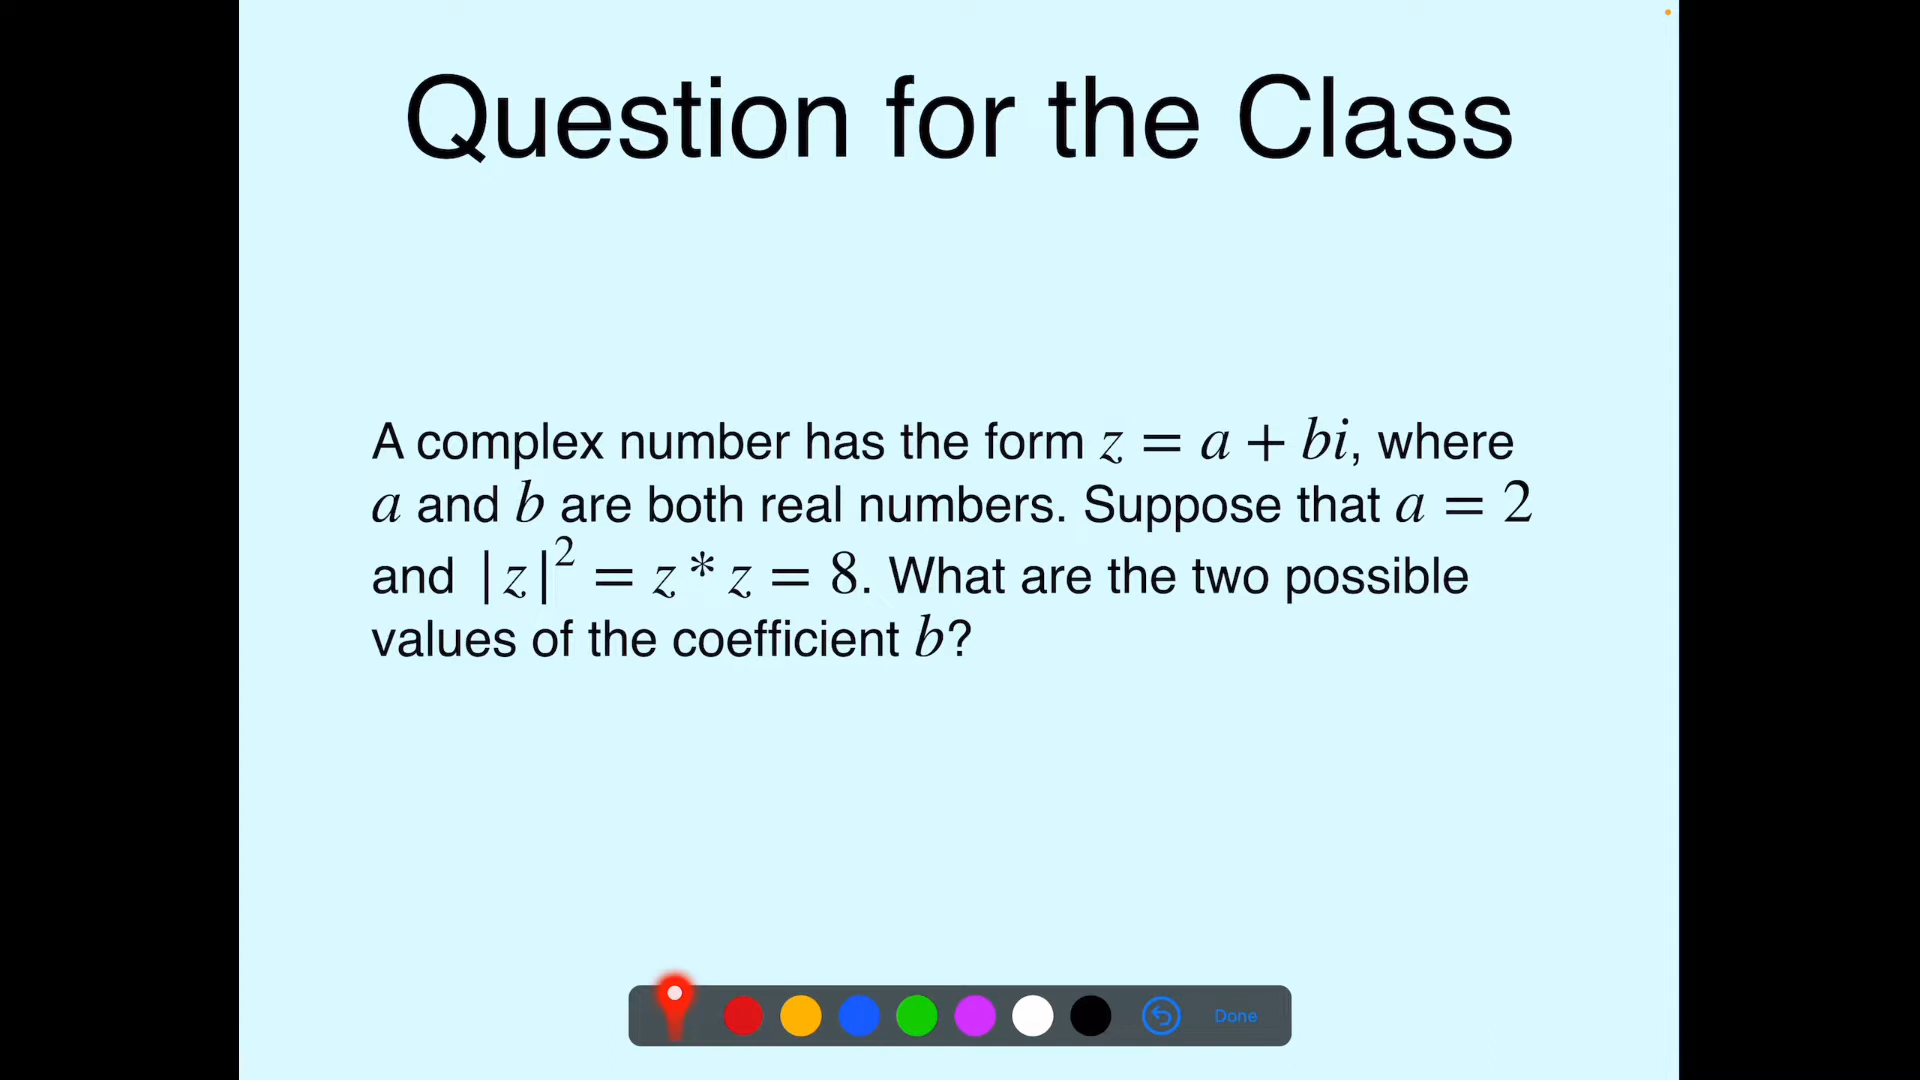 Question for the Class
A complex number has the form z = a + bi, where
a and b are both real numbers. Suppose that a = 2
and |z|² = z * z = 8. What are the two possible
values of the coefficient b?
Done